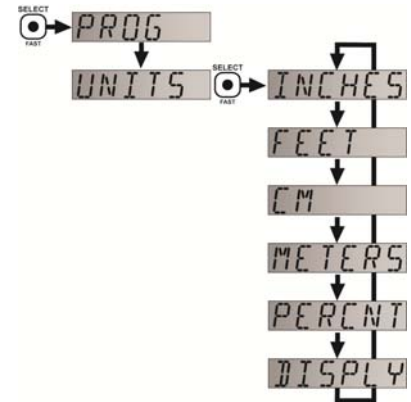 SELECT
FAST
PROG
UNITS
SELECT
FAST
INCHES
FEET
CM
METERS
PERCNT
DISPLY